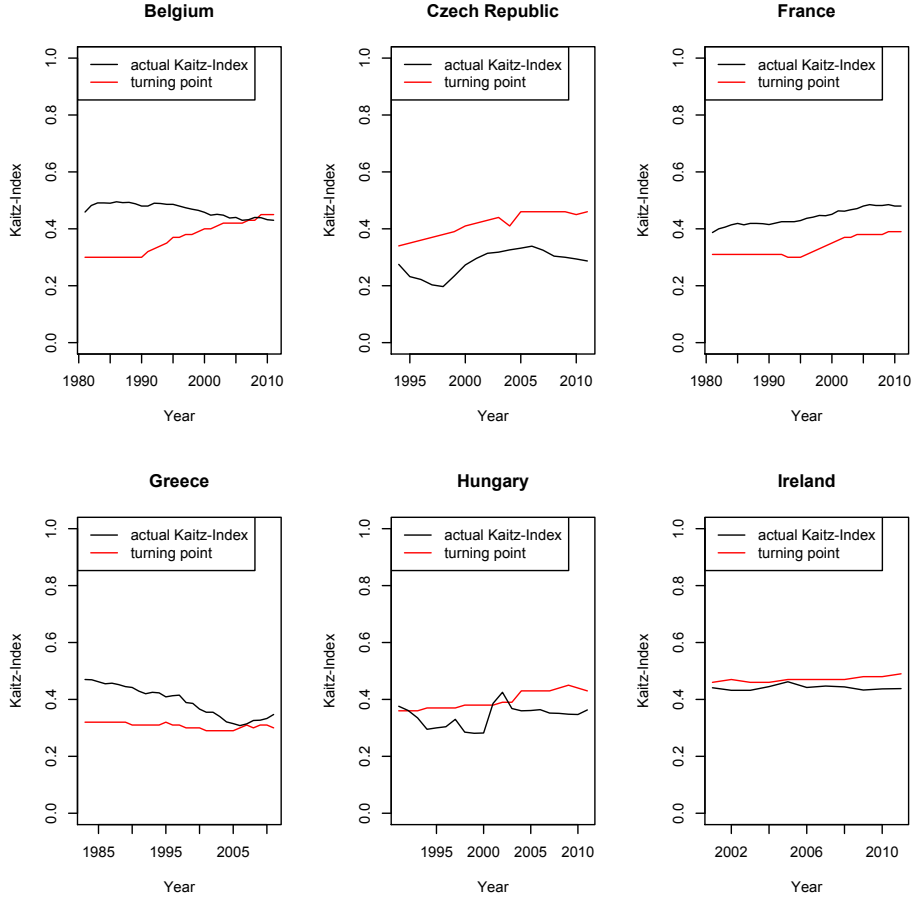 Belgium
actual Kaitz-Index
turning point
Kaitz-Index
0.0 0.2 0.4 0.6 0.8 1.0
1980 1990 2000 2010
Year
Czech Republic
actual Kaitz-Index
turning point
Kaitz-Index
0.0 0.2 0.4 0.6 0.8 1.0
1995 2000 2005 2010
Year
France
actual Kaitz-Index
turning point
Kaitz-Index
0.0 0.2 0.4 0.6 0.8 1.0
1980 1990 2000 2010
Year
Greece
actual Kaitz-Index
turning point
Kaitz-Index
0.0 0.2 0.4 0.6 0.8 1.0
1985 1995 2005
Year
Hungary
actual Kaitz-Index
turning point
Kaitz-Index
0.0 0.2 0.4 0.6 0.8 1.0
1995 2000 2005 2010
Year
Ireland
actual Kaitz-Index
turning point
Kaitz-Index
0.0 0.2 0.4 0.6 0.8 1.0
2002 2006 2010
Year